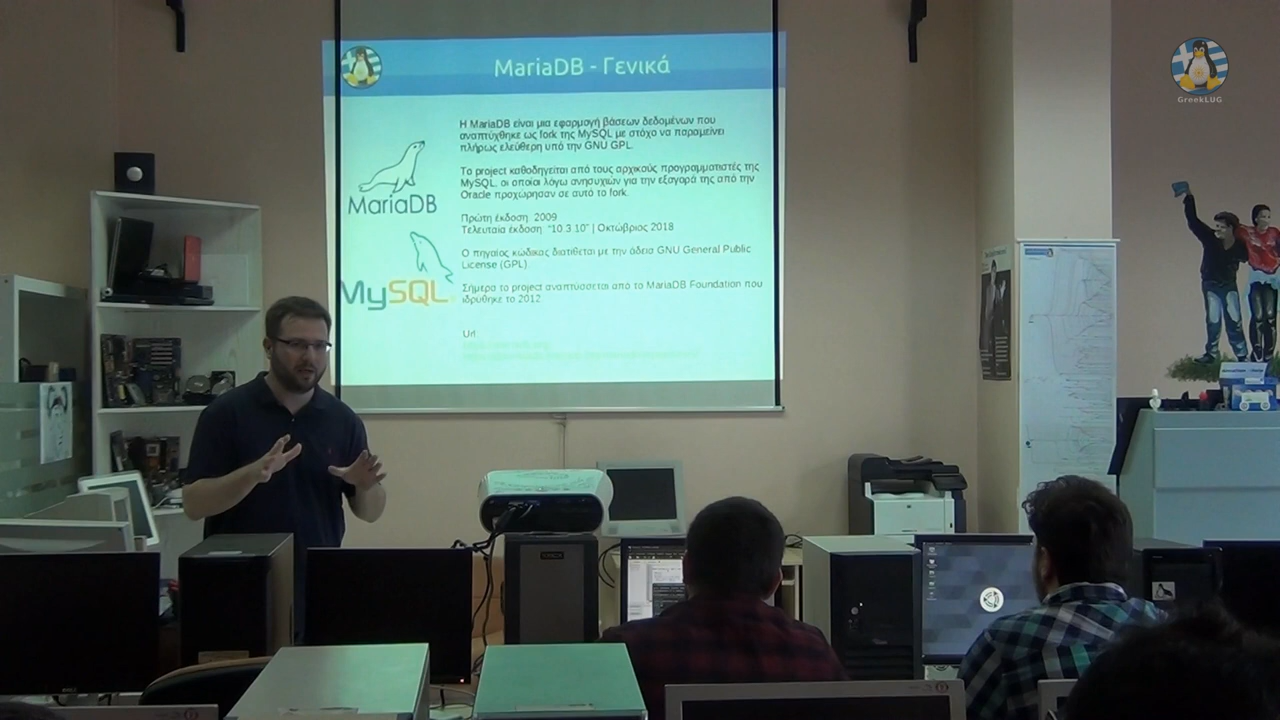 MariaDB - Γενικά
GreekLUG
Η MariaDB είναι μια εφαρμογή βάσεων δεδομένων που
αναπτύχθηκε ως fork της MySQL με στόχο να παραμείνει
πλήρως ελεύθερη υπό την GNU GPL.
Το project καθοδηγείται από τους αρχικούς προγραμματιστές της
MySQL, οι οποίοι λόγω ανησυχιών για την εξαγορά της από την
Oracle προχώρησαν σε αυτό το fork.
MariaDB
Πρώτη έκδοση 2009
Τελευταία έκδοση "10.3.10" | Οκτώβριος 2018
Ο πηγαίος κώδικας διατίθεται με την άδεια GNU General Public
License (GPL).
MySQL
Σήμερα το project αναπτύσσεται από το MariaDB Foundation που
ιδρύθηκε το 2012.
Url